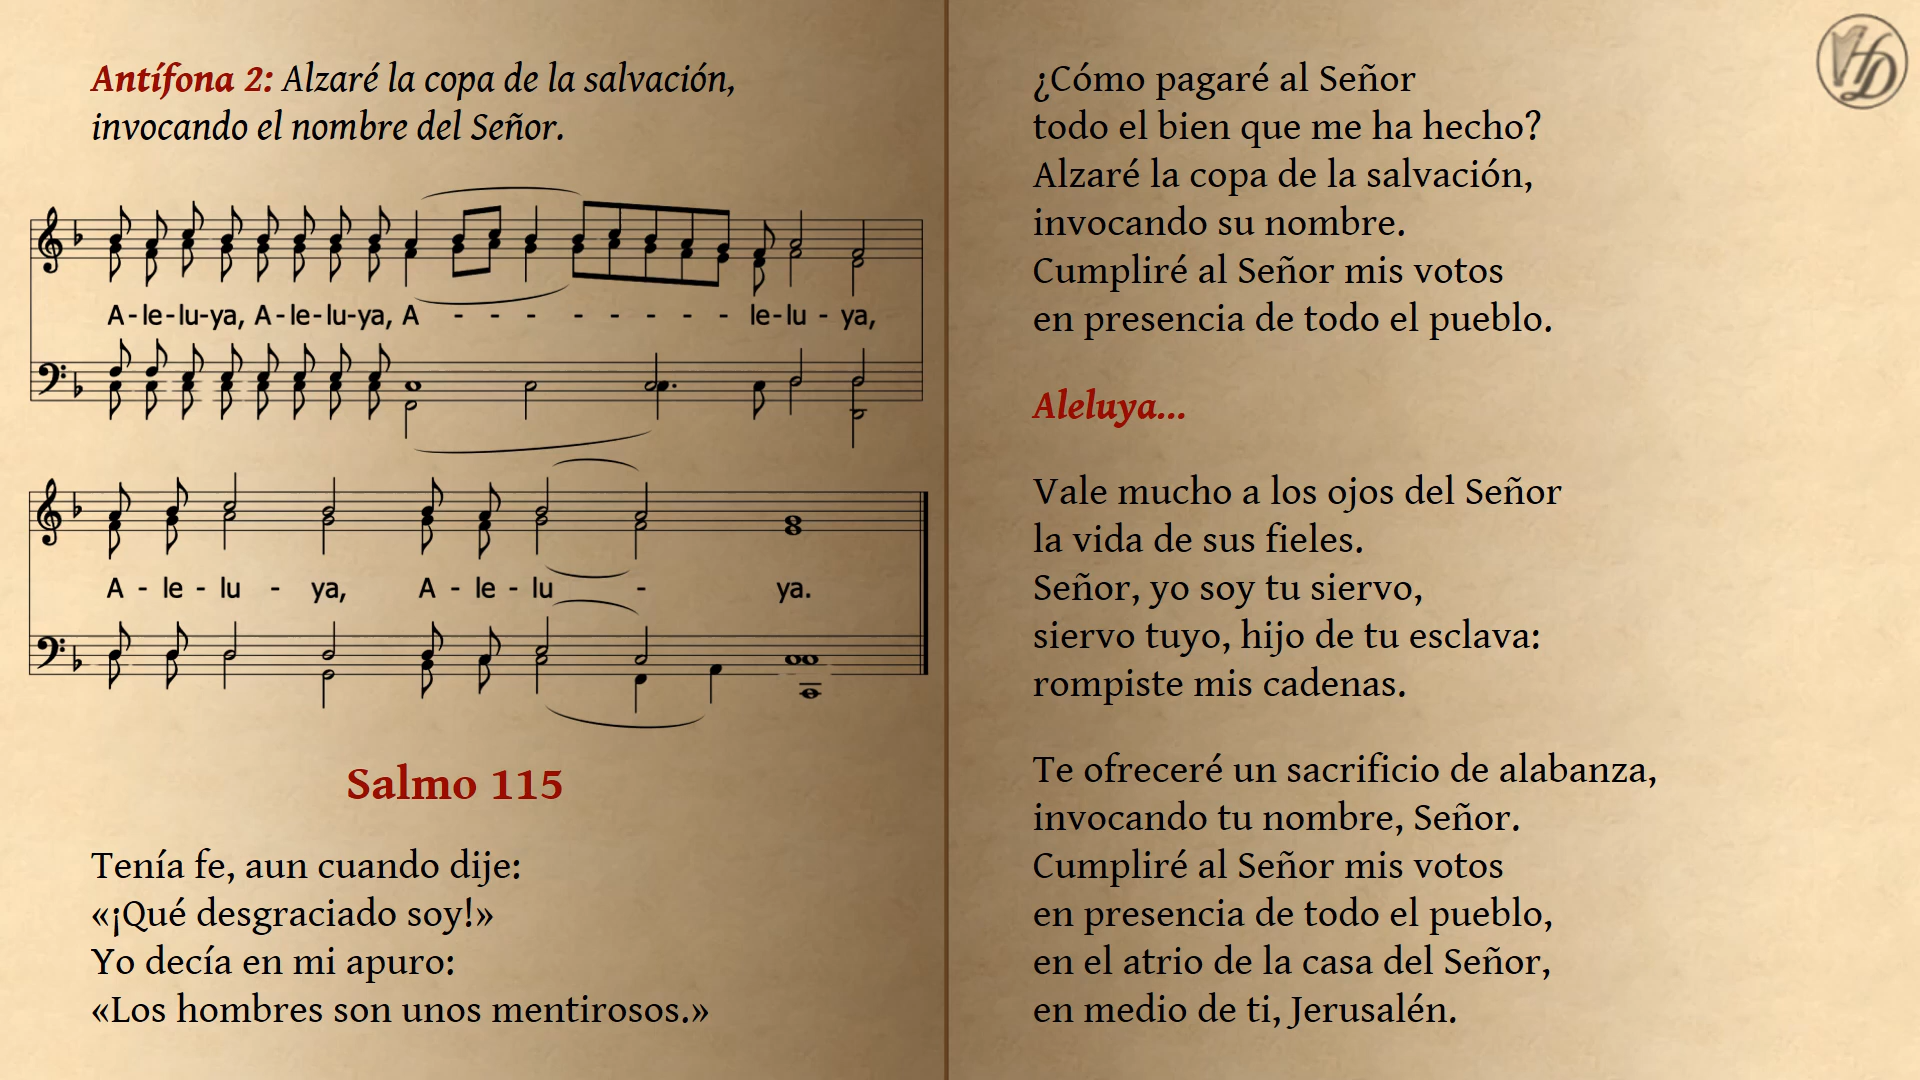 Antífona 2: Alzaré la copa de la salvación,
invocando el nombre del Señor.
A-le-lu-ya, A-le-lu-ya, A - - - - - - - - le-lu - ya,
A - le - lu - ya, A - le - lu - ya.
Salmo 115
Tenía fe, aun cuando dije:
«¡Qué desgraciado soy!»
Yo decía en mi apuro:
«Los hombres son unos mentirosos.»
¿Cómo pagaré al Señor
todo el bien que me ha hecho?
Alzaré la copa de la salvación,
invocando su nombre.
Cumpliré al Señor mis votos
en presencia de todo el pueblo.
Aleluya...
Vale mucho a los ojos del Señor
la vida de sus fieles.
Señor, yo soy tu siervo,
siervo tuyo, hijo de tu esclava:
rompiste mis cadenas.
Te ofreceré un sacrificio de alabanza,
invocando tu nombre, Señor.
Cumpliré al Señor mis votos
en presencia de todo el pueblo,
en el atrio de la casa del Señor,
en medio de ti, Jerusalén.
HD